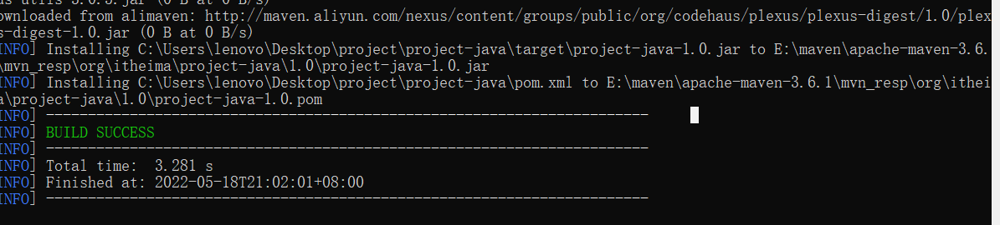 ownloaded from alimaven: http://maven.aliyun.com/nexus/content/groups/public/org/codehaus/plexus/plexus-digest/1.0/plex
s-digest-1.0.jar (0 B at 0 B/s)
INFO] Installing C:\Users\lenovo\Desktop\project\project-java\target\project-java-1.0.jar to E:\maven\apache-maven-3.6.
\mvn_resp\org\itheima\project-java\1.0\project-java-1.0.jar
INFO] Installing C:\Users\lenovo\Desktop\project\project-java\pom.xml to E:\maven\apache-maven-3.6.1\mvn_resp\org\ithei
a\project-java\1.0\project-java-1.0.pom
INFO] ------------------------------------------------------------------------
INFO] BUILD SUCCESS
INFO] ------------------------------------------------------------------------
INFO] Total time:  3.281 s
INFO] Finished at: 2022-05-18T21:02:01+08:00
INFO] ------------------------------------------------------------------------